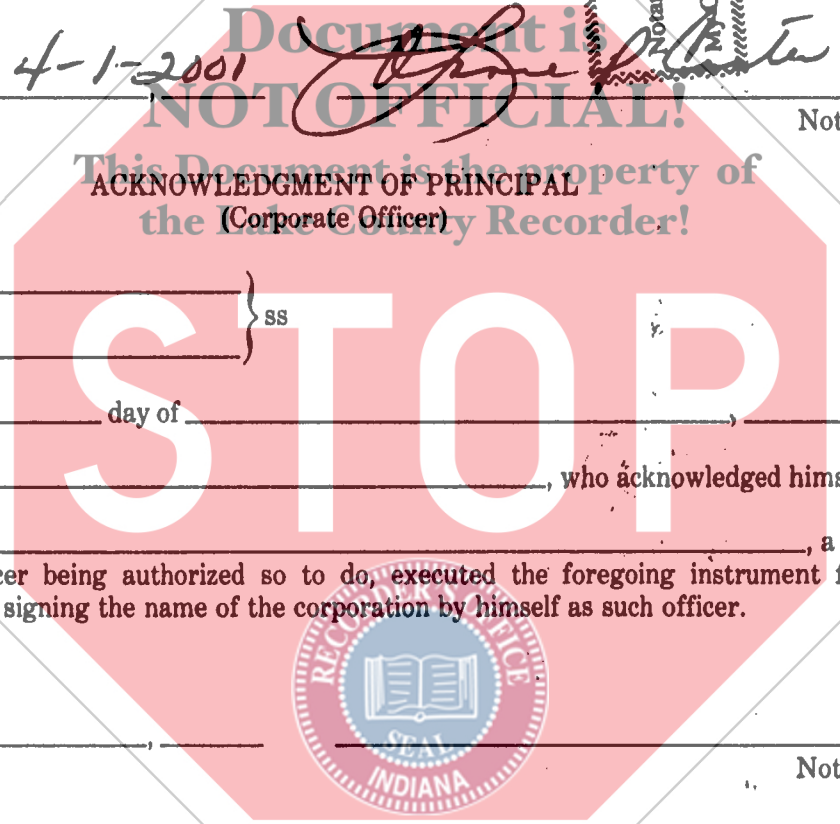 Document is
4-1-2001
NOT OFFICIAL!
Not
This Document is the property of
ACKNOWLEDGMENT OF PRINCIPAL
the Lake County Recorder!
(Corporate Officer)
ss
STOP
day of ,
, who acknowledged hims
, a
cer being authorized so to do, executed the foregoing instrument f
signing the name of the corporation by himself as such officer.
RECORDER'S OFFICE
SEAL
INDIANA
,
Not